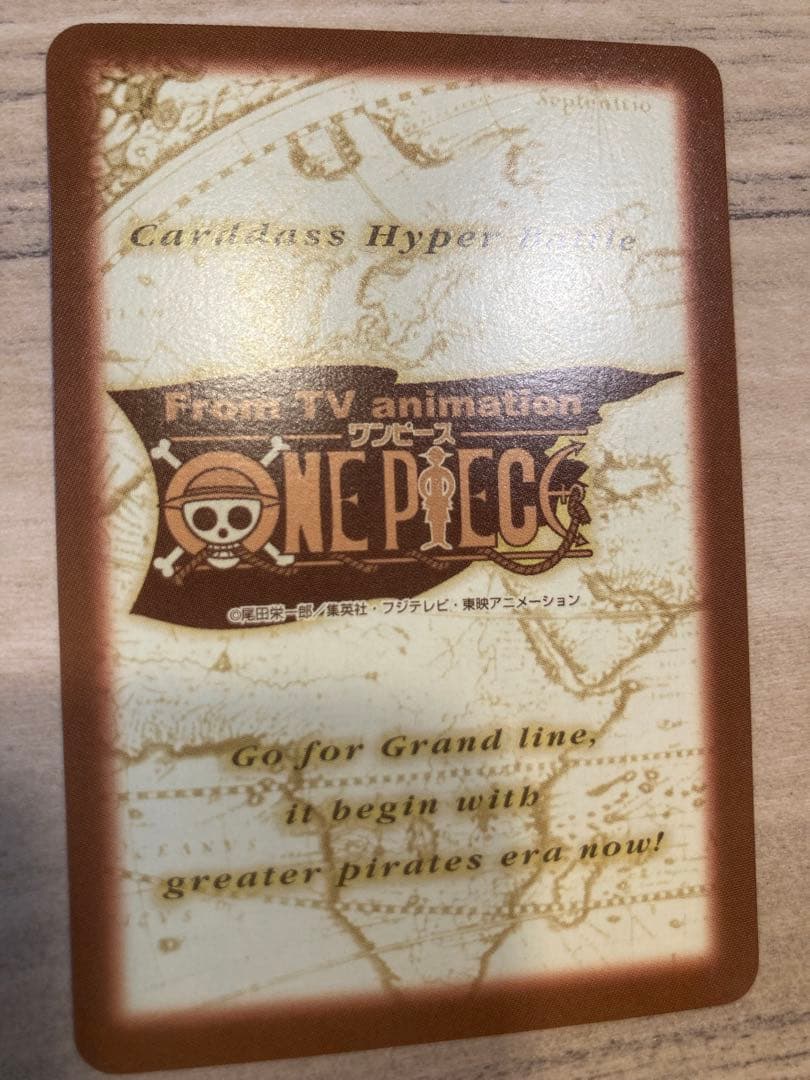 Septentrio
Carddass Hyper Battle
From TV animation
ワンピース
ONE PIECE
©尾田栄一郎／集英社・フジテレビ・東映アニメーション
Go for Grand line,
it begin with
greater pirates era now!